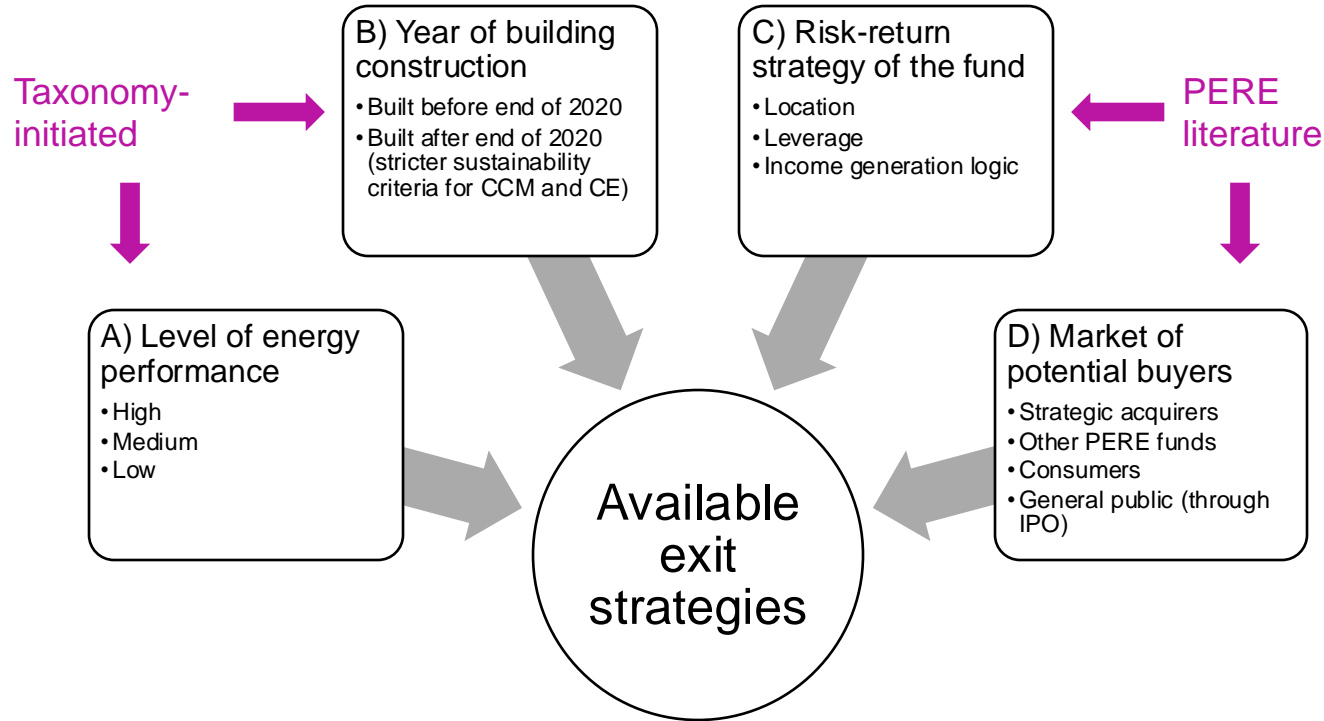 Taxonomy-
initiated
B) Year of building
construction
• Built before end of 2020
• Built after end of 2020
(stricter sustainability
criteria for CCM and CE)
C) Risk-return
strategy of the fund
• Location
• Leverage
• Income generation logic
PERE
literature
A) Level of energy
performance
• High
• Medium
• Low
D) Market of
potential buyers
• Strategic acquirers
• Other PERE funds
• Consumers
• General public (through
IPO)
Available
exit
strategies